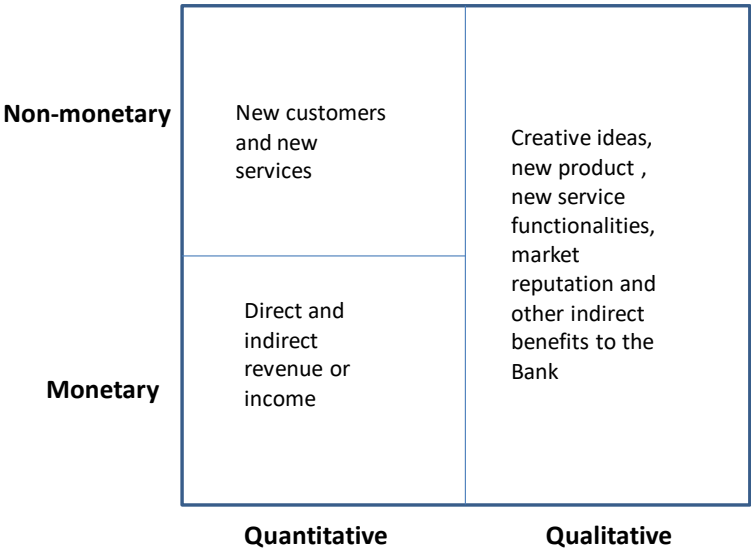 Non-monetary
New customers
and new
services
Creative ideas,
new product ,
new service
functionalities,
market
reputation and
other indirect
benefits to the
Bank
Monetary
Direct and
indirect
revenue or
income
Quantitative
Qualitative